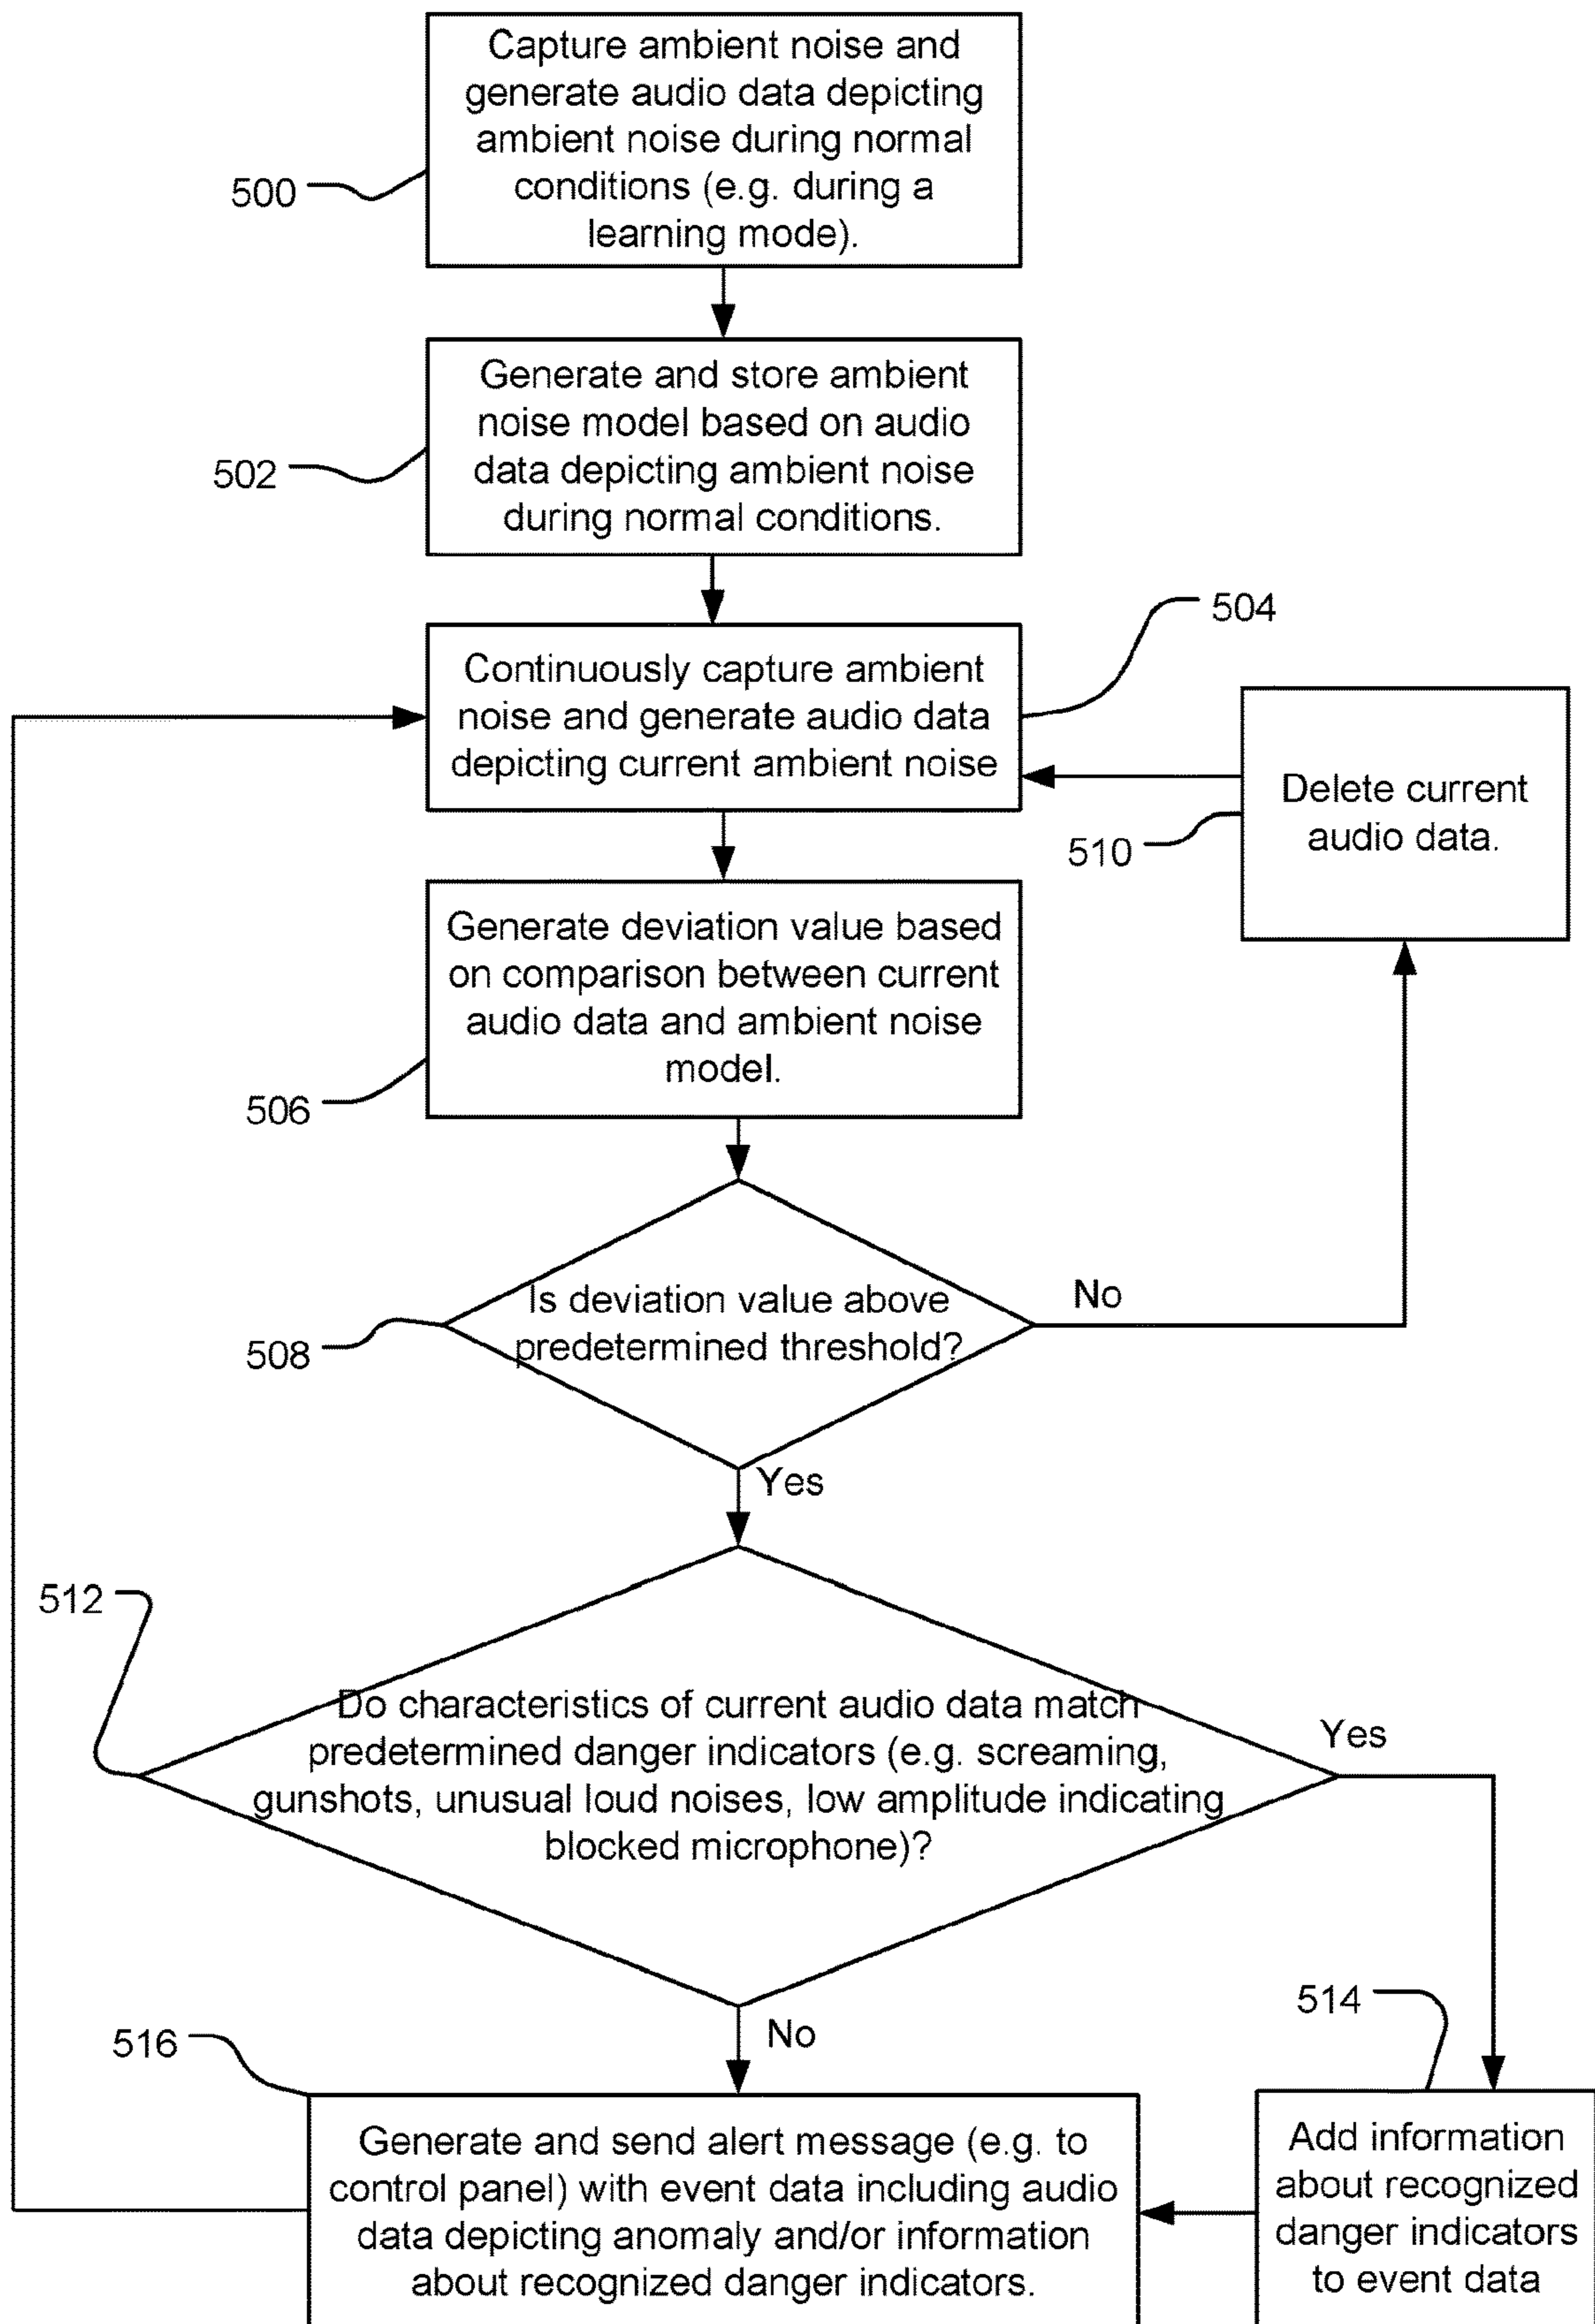 Capture ambient noise and
generate audio data depicting
ambient noise during normal
conditions (e.g. during a
learning mode).
500
Generate and store ambient
noise model based on audio
data depicting ambient noise
during normal conditions.
502
504
Continuously capture ambient
noise and generate audio data
depicting current ambient noise
Delete current
audio data.
510
Generate deviation value based
on comparison between current
audio data and ambient noise
model.
506
Is deviation value above
predetermined threshold?
No
508
Yes
512
Do characteristics of current audio data match
predetermined danger indicators (e.g. screaming,
gunshots, unusual loud noises, low amplitude indicating
blocked microphone)?
Yes
514
No
516
Generate and send alert message (e.g. to
control panel) with event data including audio
data depicting anomaly and/or information
about recognized danger indicators.
Add information
about recognized
danger indicators
to event data